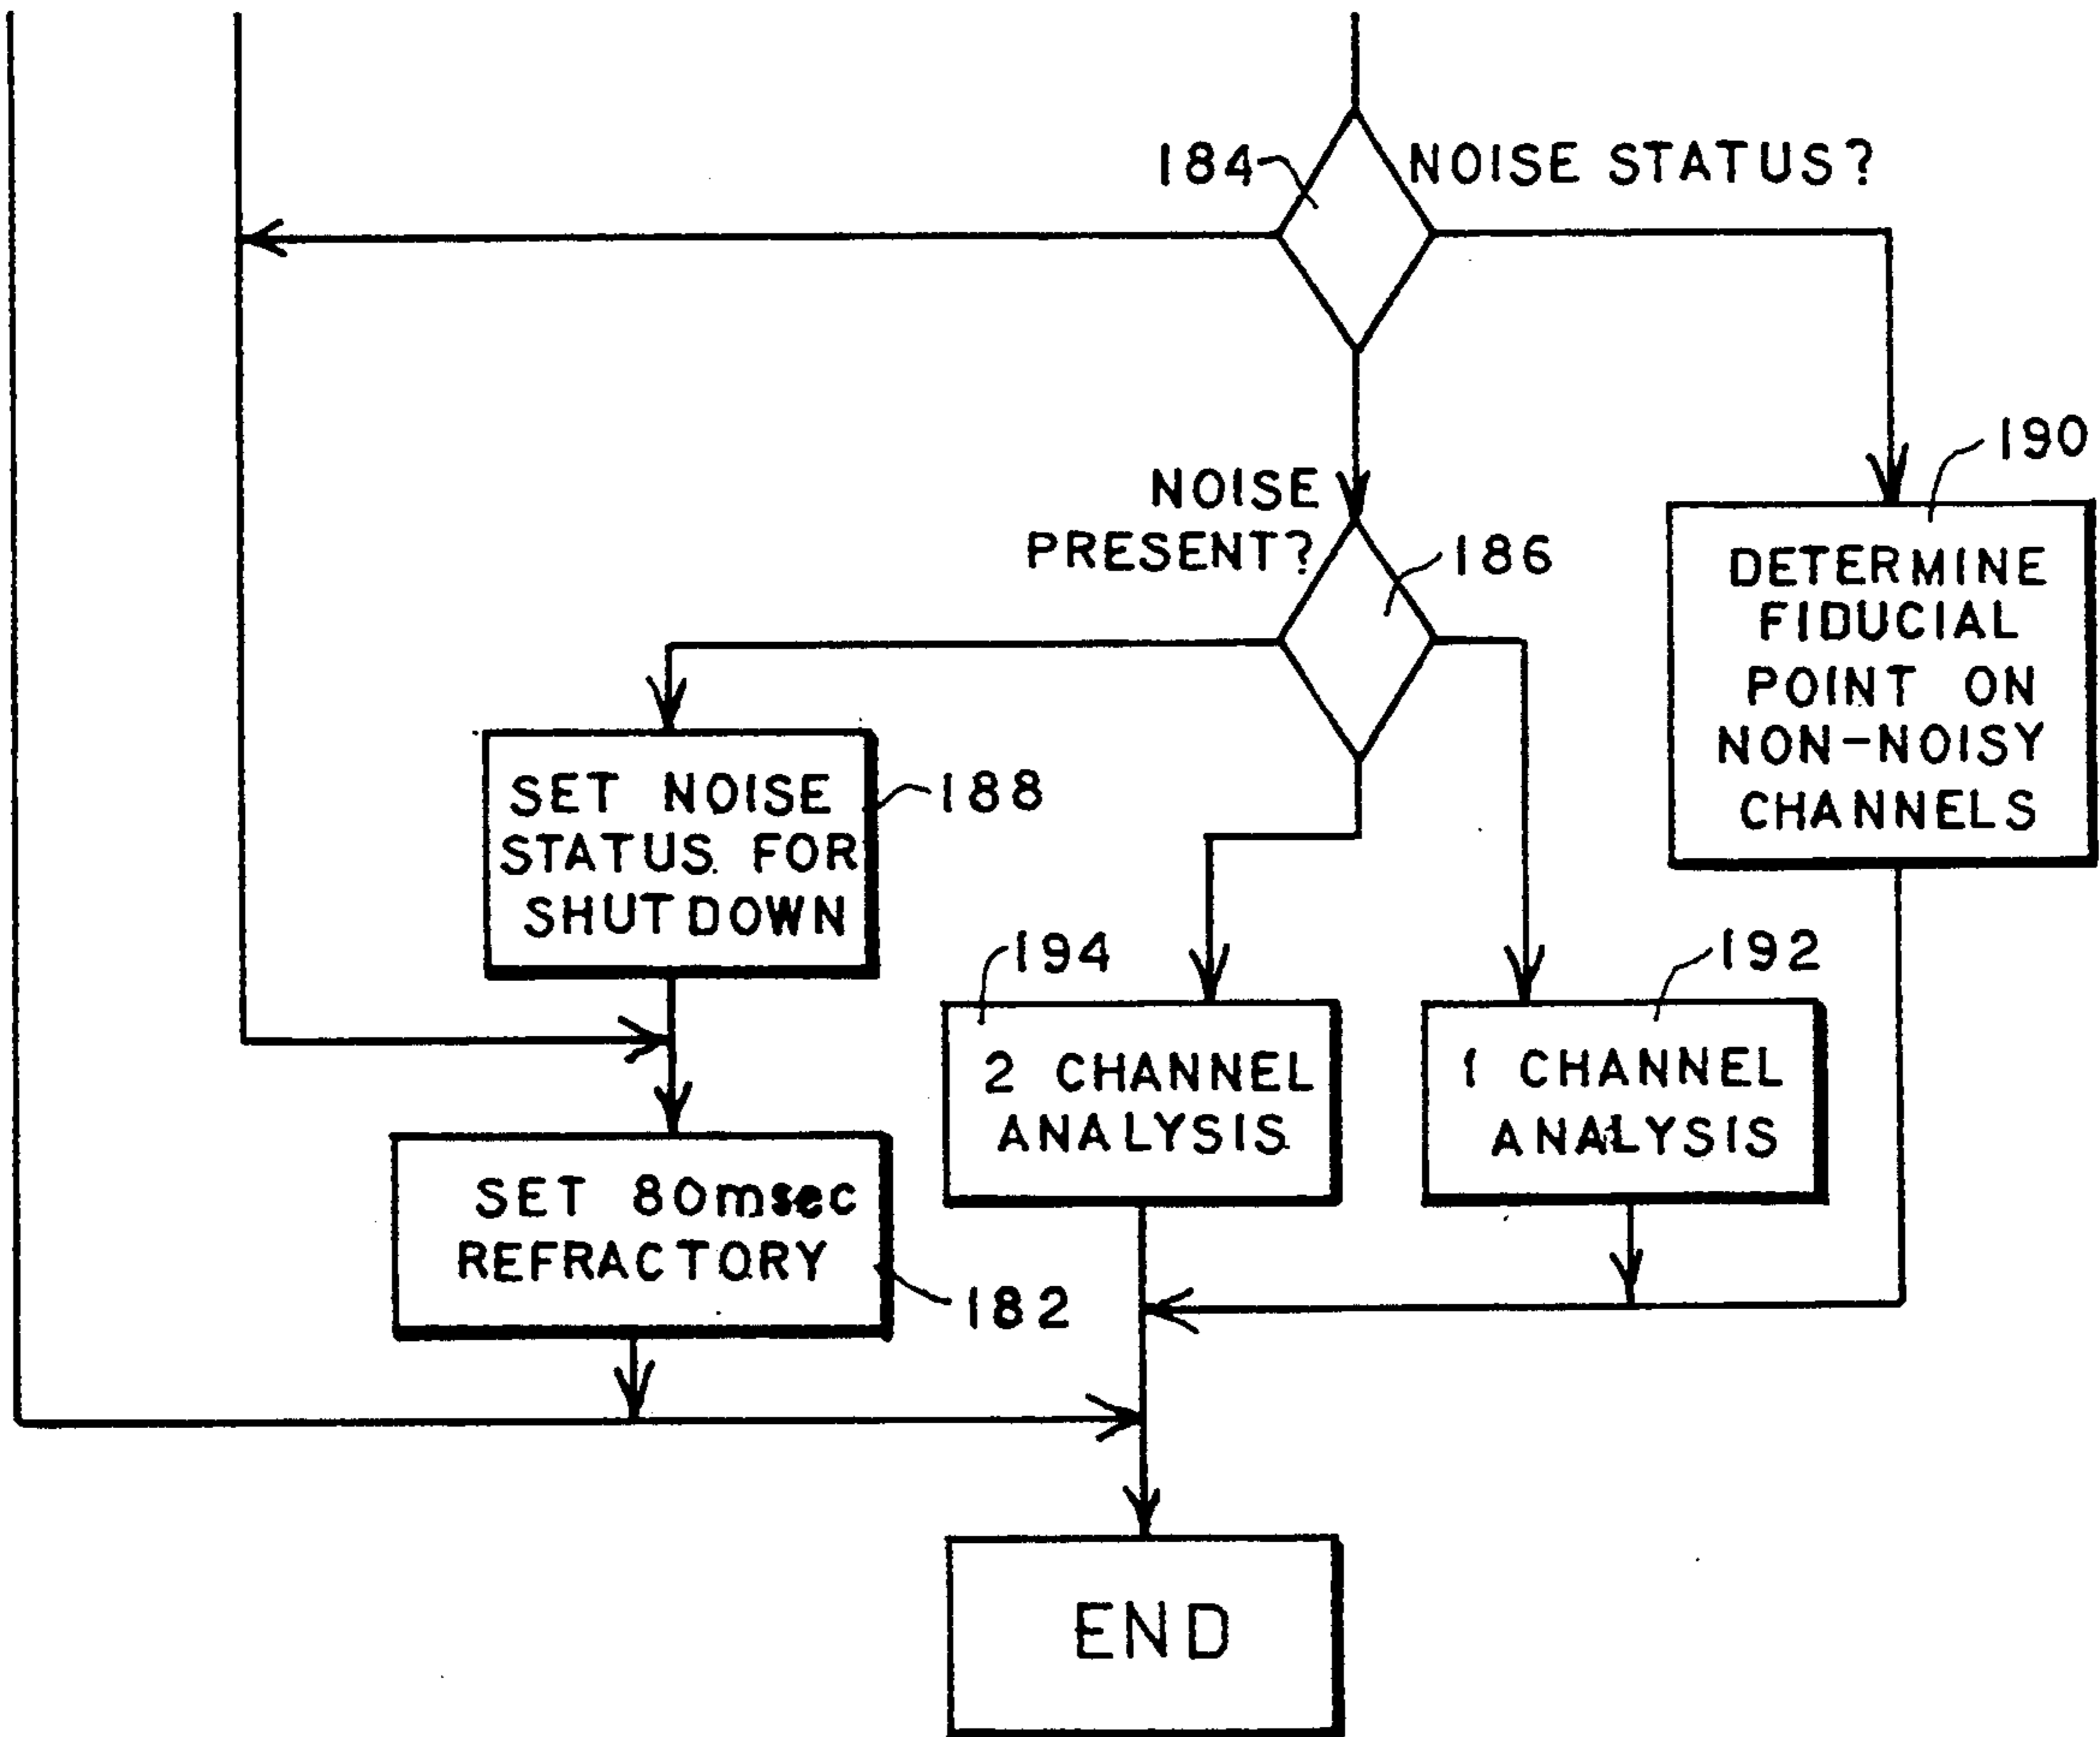 184
NOISE STATUS?
190
NOISE
PRESENT?
186
DETERMINE
FIDUCIAL
POINT ON
NON-NOISY
CHANNELS
SET NOISE
STATUS FOR
SHUTDOWN
188
194
192
2 CHANNEL
ANALYSIS
1 CHANNEL
ANALYSIS
SET 80msec
REFRACTORY
182
END